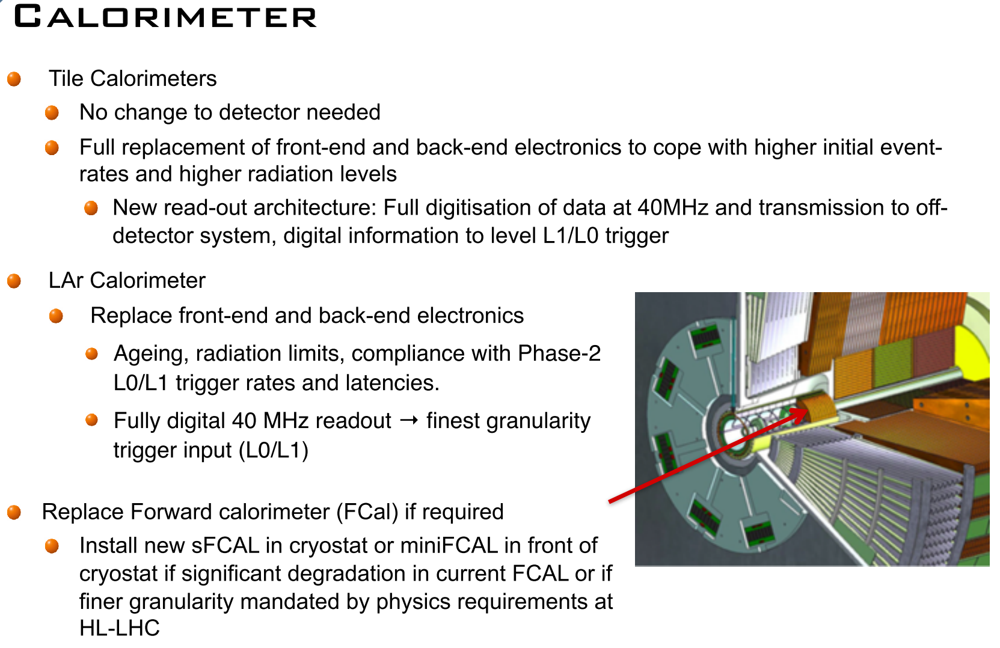 CALORIMETER
Tile Calorimeters
No change to detector needed
Full replacement of front-end and back-end electronics to cope with higher initial event-
rates and higher radiation levels
New read-out architecture: Full digitisation of data at 40MHz and transmission to off-
detector system, digital information to level L1/L0 trigger
LAr Calorimeter
Replace front-end and back-end electronics
Ageing, radiation limits, compliance with Phase-2
L0/L1 trigger rates and latencies.
Fully digital 40 MHz readout → finest granularity
trigger input (L0/L1)
Replace Forward calorimeter (FCal) if required
Install new sFCAL in cryostat or miniFCAL in front of
cryostat if significant degradation in current FCAL or if
finer granularity mandated by physics requirements at
HL-LHC